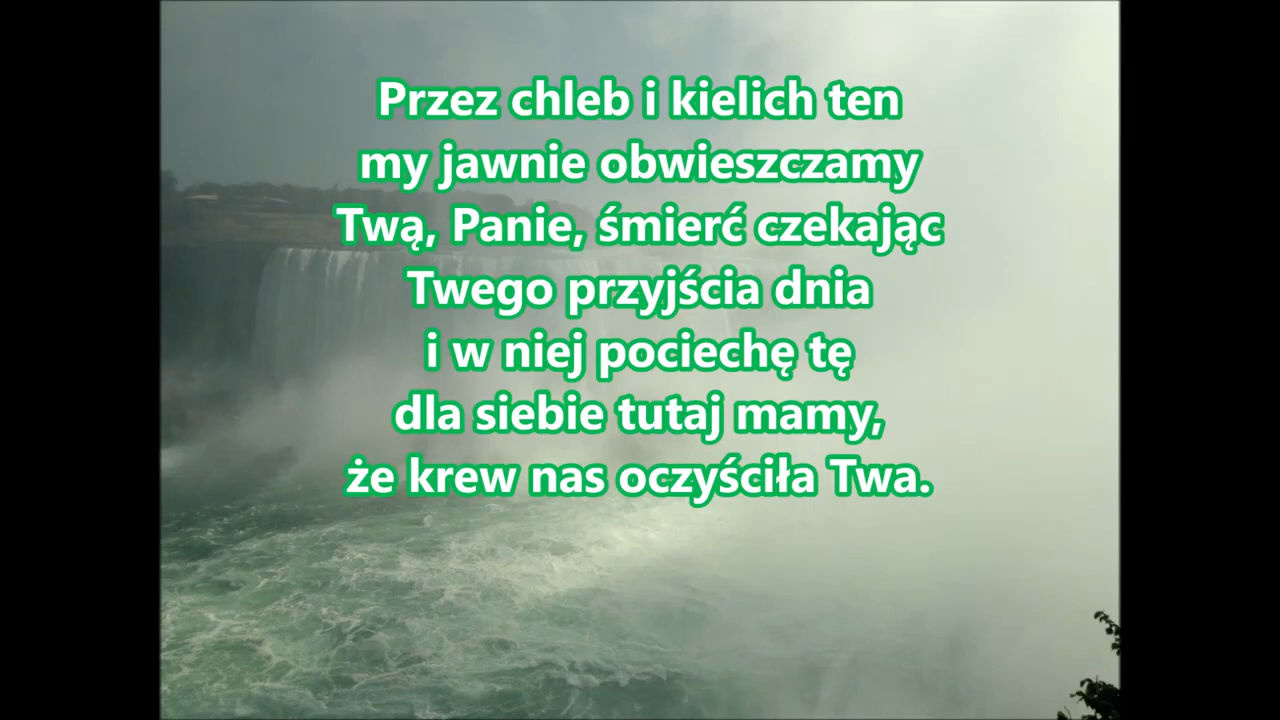 Przez chleb i kielich ten
my jawnie obwieszczamy
Twą, Panie, śmierć czekając
Twego przyjścia dnia
i w niej pociechę tę
dla siebie tutaj mamy,
że krew nas oczyściła Twa.